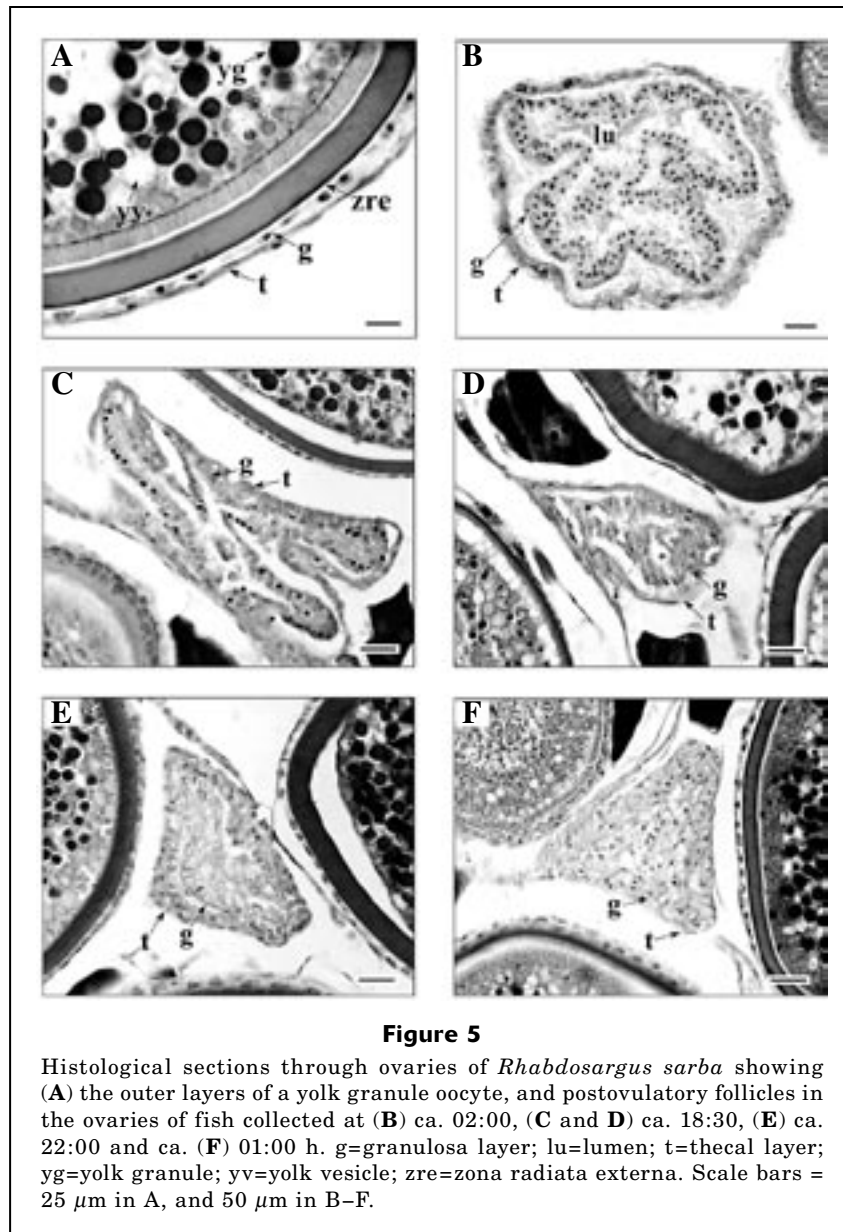 A
yg
yv
zre
g
t
B
lu
g
t
C
g
t
D
g
t
E
t
g
F
g
t
Figure 5
Histological sections through ovaries of Rhabdosargus sarba showing
(A) the outer layers of a yolk granule oocyte, and postovulatory follicles in
the ovaries of fish collected at (B) ca. 02:00, (C and D) ca. 18:30, (E) ca.
22:00 and ca. (F) 01:00 h. g=granulosa layer; lu=lumen; t=thecal layer;
yg=yolk granule; yv=yolk vesicle; zre=zona radiata externa. Scale bars =
25 μm in A, and 50 μm in B–F.